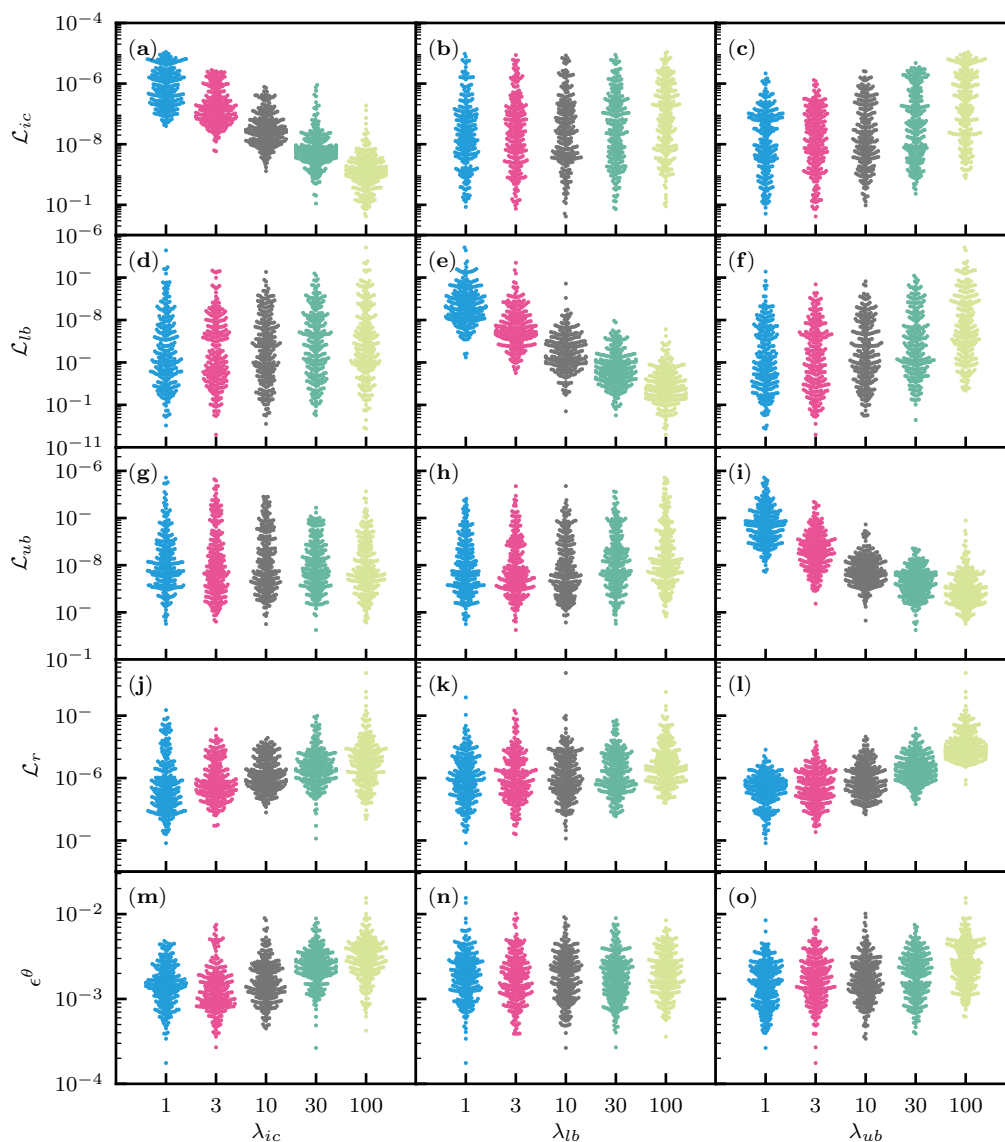 10⁻⁴
10⁻⁶
10⁻⁸
10⁻¹
10⁻⁶
ℒ_ic
(a)
(b)
(c)
10⁻
10⁻⁸
10⁻
10⁻¹
10⁻¹¹
ℒ_lb
(d)
(e)
(f)
10⁻⁶
10⁻
10⁻⁸
10⁻
10⁻¹
ℒ_ub
(g)
(h)
(i)
10⁻
10⁻⁶
10⁻
ℒ_r
(j)
(k)
(l)
10⁻²
10⁻³
10⁻⁴
ϵ^θ
(m)
(n)
(o)
1 3 10 30 100 1 3 10 30 100 1 3 10 30 100
λ_ic λ_lb λ_ub